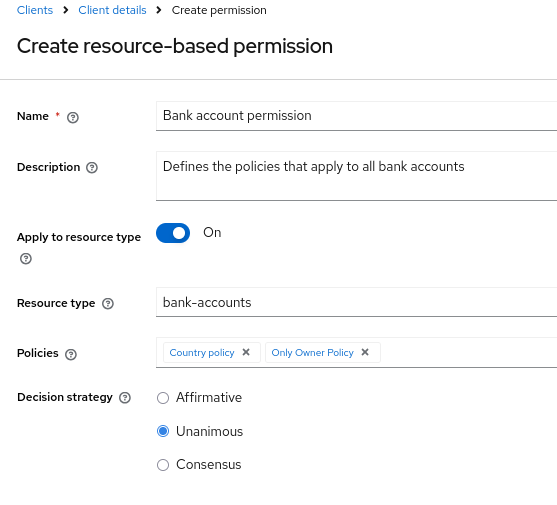 Clients > Client details > Create permission
Create resource-based permission
Name * Bank account permission
Description Defines the policies that apply to all bank accounts
Apply to resource type On
Resource type bank-accounts
Policies Country policy × Only Owner Policy ×
Decision strategy Affirmative
Unanimous
Consensus